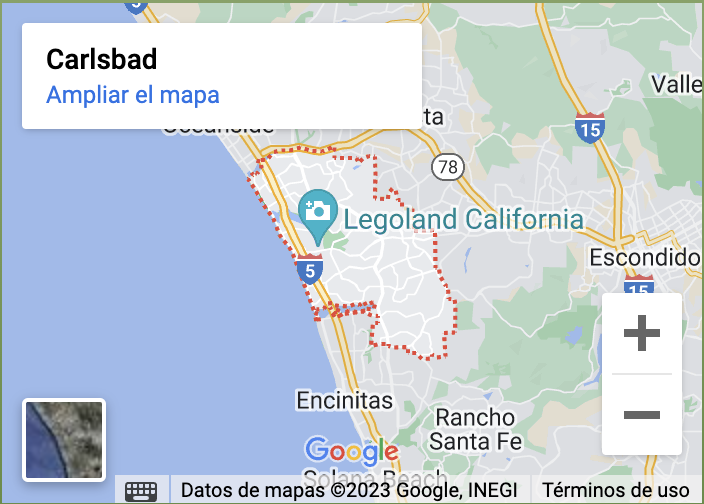 5
Carlsbad
Ampliar el mapa
Valle
Oceanside
ta
15
78
Legoland California
Escondido
5
15
Encinitas
Rancho
Santa Fe
Google
Solana Beach
Datos de mapas ©2023 Google, INEGI
Términos de uso